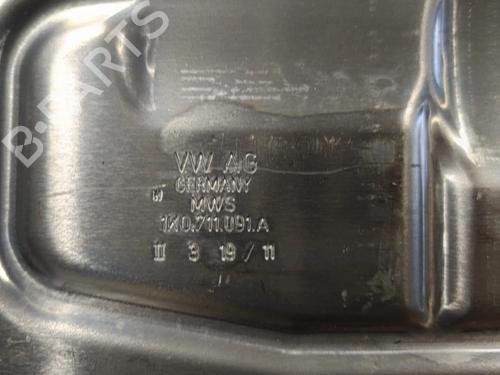 B-PARTS
VW AG
GERMANY
MWS
1K0.711.091.A
II 3 19/11